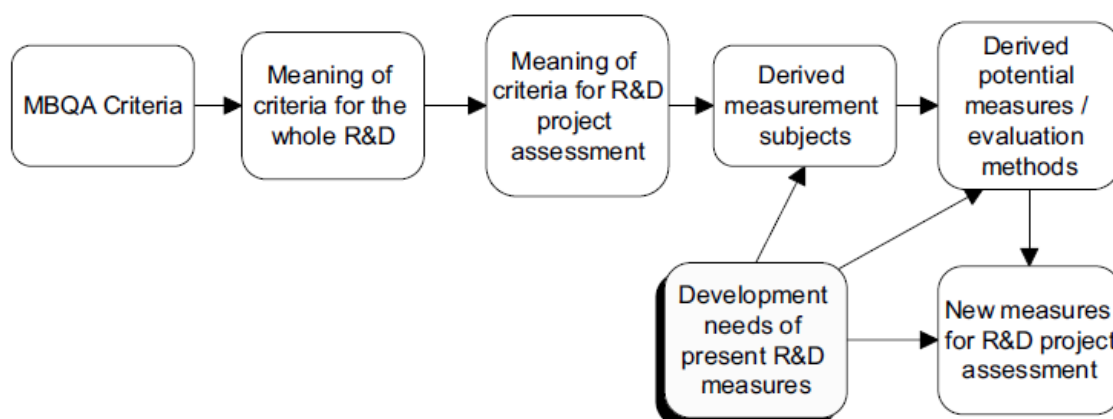 MBQA Criteria
Meaning of
criteria for the
whole R&D
Meaning of
criteria for R&D
project
assessment
Derived
measurement
subjects
Derived
potential
measures /
evaluation
methods
Development
needs of
present R&D
measures
New measures
for R&D project
assessment